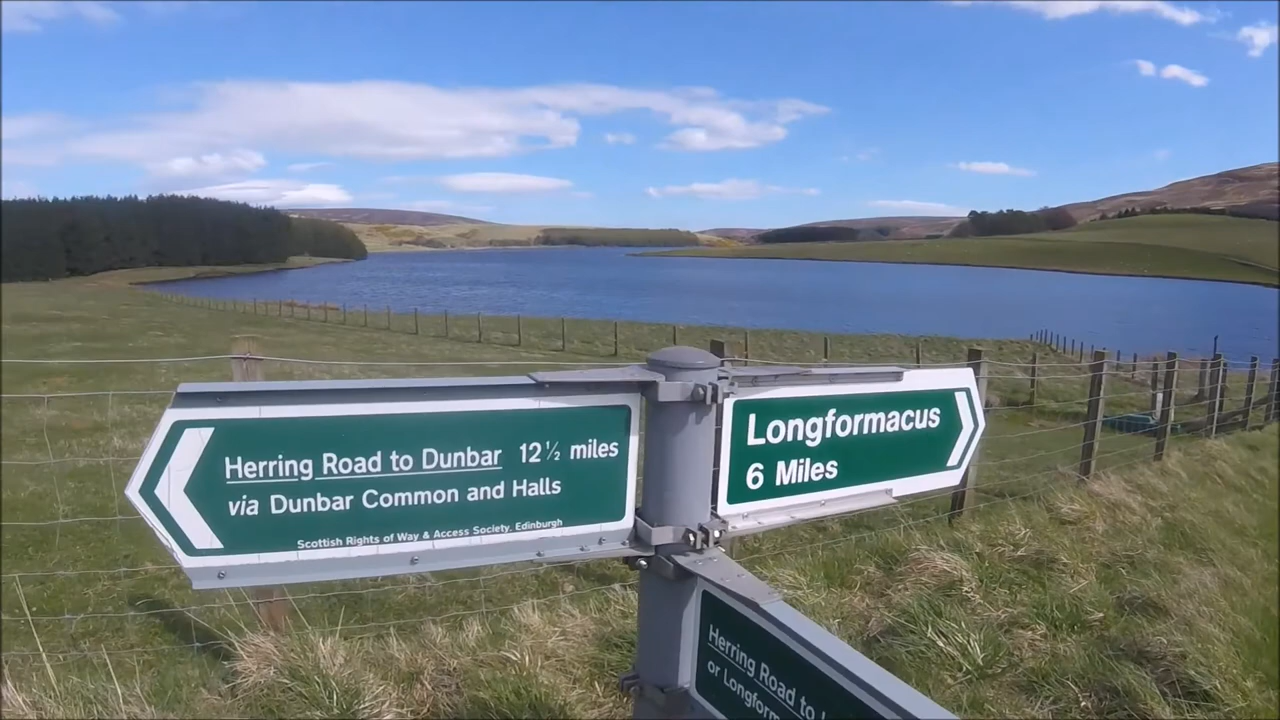 Herring Road to Dunbar 12½ miles
via Dunbar Common and Halls
Scottish Rights of Way & Access Society, Edinburgh
Longformacus
6 Miles
Herring Road to
or Longform